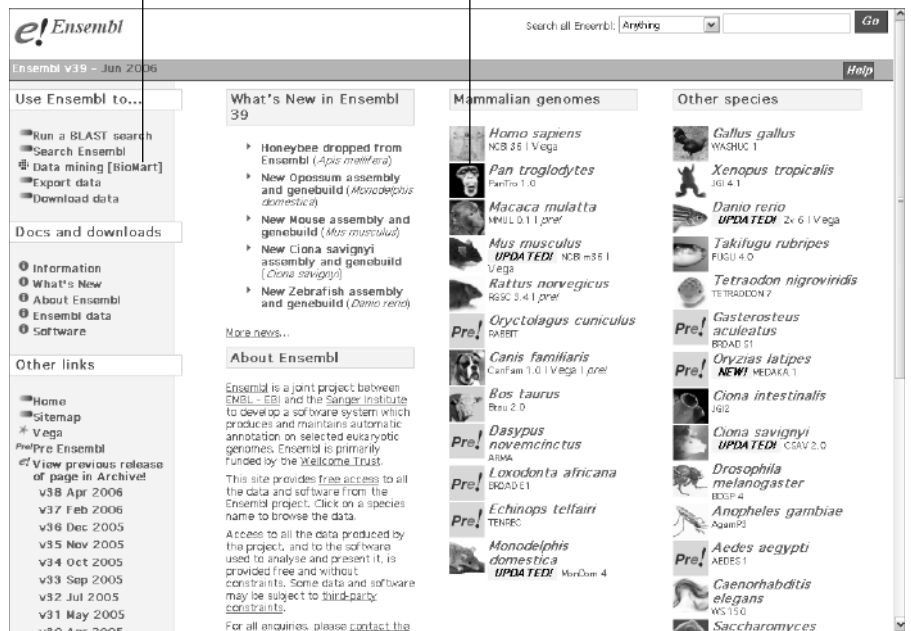 e! Ensembl
Search all Ensembl: Anything
Go
Ensembl v39 – Jun 2006
Help
Use Ensembl to...
Run a BLAST search
Search Ensembl
Data mining [BioMart]
Export data
Download data
Docs and downloads
Information
What's New
About Ensembl
Ensembl data
Software
Other links
Home
Sitemap
Vega
Pre! Pre Ensembl
e! View previous release
of page in Archive!
v38 Apr 2006
v37 Feb 2006
v36 Dec 2005
v35 Nov 2005
v34 Oct 2005
v33 Sep 2005
v32 Jul 2005
v31 May 2005
v30 Apr 2005
What's New in Ensembl
39
Honeybee dropped from
Ensembl (Apis mellifera)
New Opossum assembly
and genebuild (Monodelphis
domestica)
New Mouse assembly and
genebuild (Mus musculus)
New Ciona savignyi
assembly and genebuild
(Ciona savignyi)
New Zebrafish assembly
and genebuild (Danio rerio)
More news...
About Ensembl
Ensembl is a joint project between
EMBL - EBI and the Sanger Institute
to develop a software system which
produces and maintains automatic
annotation on selected eukaryotic
genomes. Ensembl is primarily
funded by the Wellcome Trust.
This site provides free access to all
the data and software from the
Ensembl project. Click on a species
name to browse the data.
Access to all the data produced by
the project, and to the software
used to analyse and present it, is
provided free and without
constraints. Some data and software
may be subject to third-party
constraints.
For all enquiries, please contact the
Mammalian genomes
Homo sapiens
NCBI 36 | Vega
Pan troglodytes
PanTro 1.0
Macaca mulatta
MMUL 0.1 | pre!
Mus musculus
UPDATED! NCBI m36 |
Vega
Rattus norvegicus
RGSC 3.4 | pre!
Pre! Oryctolagus cuniculus
RABBIT
Canis familiaris
CanFam 1.0 | Vega | pre!
Bos taurus
Btau 2.0
Pre! Dasypus
novemcinctus
ARMA
Pre! Loxodonta africana
BROAD E1
Pre! Echinops telfairi
TENREC
Monodelphis
domestica
UPDATED! MonDom 4
Other species
Gallus gallus
WASHUC 1
Xenopus tropicalis
JGI 4.1
Danio rerio
UPDATED! Zv 6 | Vega
Takifugu rubripes
FUGU 4.0
Tetraodon nigroviridis
TETRAODON 7
Pre! Gasterosteus
aculeatus
BROAD S1
Pre! Oryzias latipes
NEW! MEDAKA 1
Ciona intestinalis
JGI2
Ciona savignyi
UPDATED! CSAV 2.0
Drosophila
melanogaster
BDGP 4
Anopheles gambiae
AgamP3
Pre! Aedes aegypti
AEDES 1
Caenorhabditis
elegans
WS 150
Saccharomyces